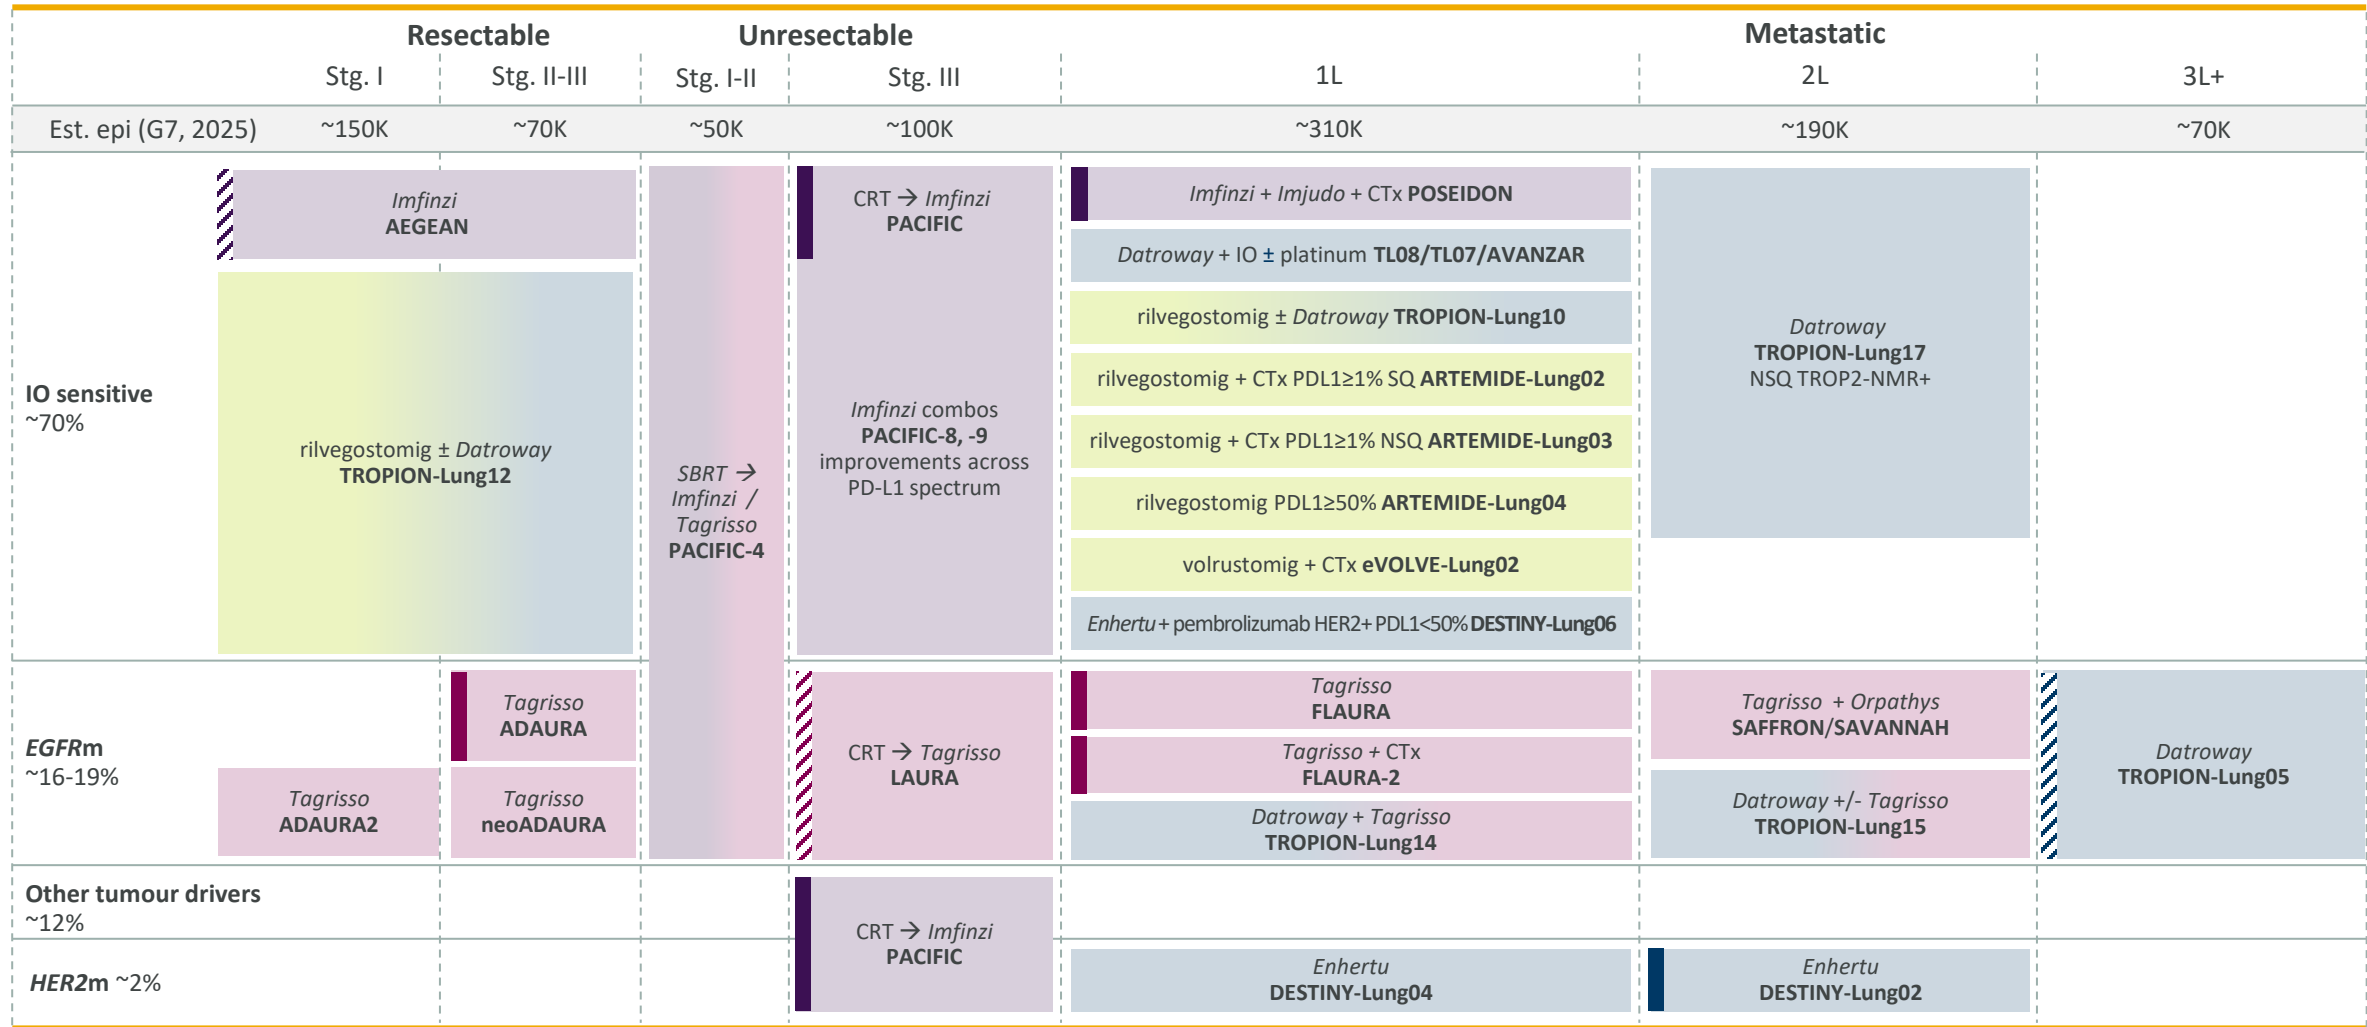 Resectable
Unresectable
Metastatic
Stg. I
Stg. II-III
Stg. I-II
Stg. III
1L
2L
3L+
Est. epi (G7, 2025)
~150K
~70K
~50K
~100K
~310K
~190K
~70K
IO sensitive
~70%
Imfinzi
AEGEAN
rilvegostomig ± Datroway
TROPION-Lung12
SBRT →
Imfinzi /
Tagrisso
PACIFIC-4
CRT → Imfinzi
PACIFIC
Imfinzi combos
PACIFIC-8, -9
improvements across
PD-L1 spectrum
Imfinzi + Imjudo + CTx POSEIDON
Datroway + IO ± platinum TL08/TL07/AVANZAR
rilvegostomig ± Datroway TROPION-Lung10
rilvegostomig + CTx PDL1≥1% SQ ARTEMIDE-Lung02
rilvegostomig + CTx PDL1≥1% NSQ ARTEMIDE-Lung03
rilvegostomig PDL1≥50% ARTEMIDE-Lung04
volrustomig + CTx eVOLVE-Lung02
Enhertu + pembrolizumab HER2+ PDL1<50% DESTINY-Lung06
Datroway
TROPION-Lung17
NSQ TROP2-NMR+
EGFRm
~16-19%
Tagrisso
ADAURA
Tagrisso
ADAURA2
Tagrisso
neoADAURA
CRT → Tagrisso
LAURA
Tagrisso
FLAURA
Tagrisso + CTx
FLAURA-2
Datroway + Tagrisso
TROPION-Lung14
Tagrisso + Orpathys
SAFFRON/SAVANNAH
Datroway +/- Tagrisso
TROPION-Lung15
Datroway
TROPION-Lung05
Other tumour drivers
~12%
CRT → Imfinzi
PACIFIC
HER2m ~2%
Enhertu
DESTINY-Lung04
Enhertu
DESTINY-Lung02